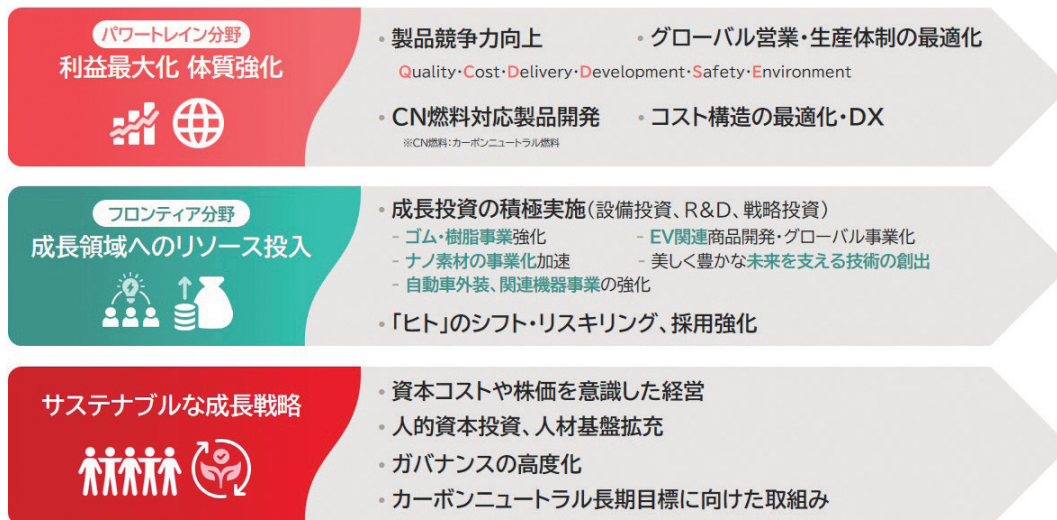 パワートレイン分野
利益最大化 体質強化
・製品競争力向上
・グローバル営業・生産体制の最適化
Quality・Cost・Delivery・Development・Safety・Environment
・CN燃料対応製品開発
・コスト構造の最適化・DX
※CN燃料：カーボンニュートラル燃料
フロンティア分野
成長領域へのリソース投入
・成長投資の積極実施（設備投資、R&D、戦略投資）
- ゴム・樹脂事業強化
- EV関連商品開発・グローバル事業化
- ナノ素材の事業化加速
- 美しく豊かな未来を支える技術の創出
- 自動車外装、関連機器事業の強化
・「ヒト」のシフト・リスキリング、採用強化
サステナブルな成長戦略
・資本コストや株価を意識した経営
・人的資本投資、人材基盤拡充
・ガバナンスの高度化
・カーボンニュートラル長期目標に向けた取組み